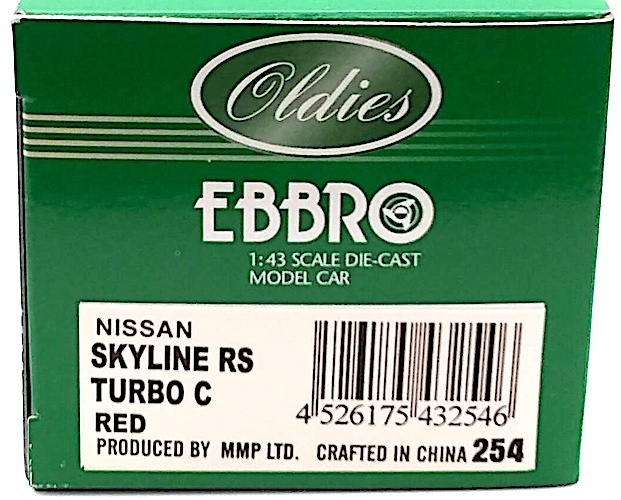 Oldies
EBBRO
1:43 SCALE DIE-CAST
MODEL CAR
NISSAN
SKYLINE RS
TURBO C
RED
4 526175 432546
PRODUCED BY MMP LTD. CRAFTED IN CHINA 254